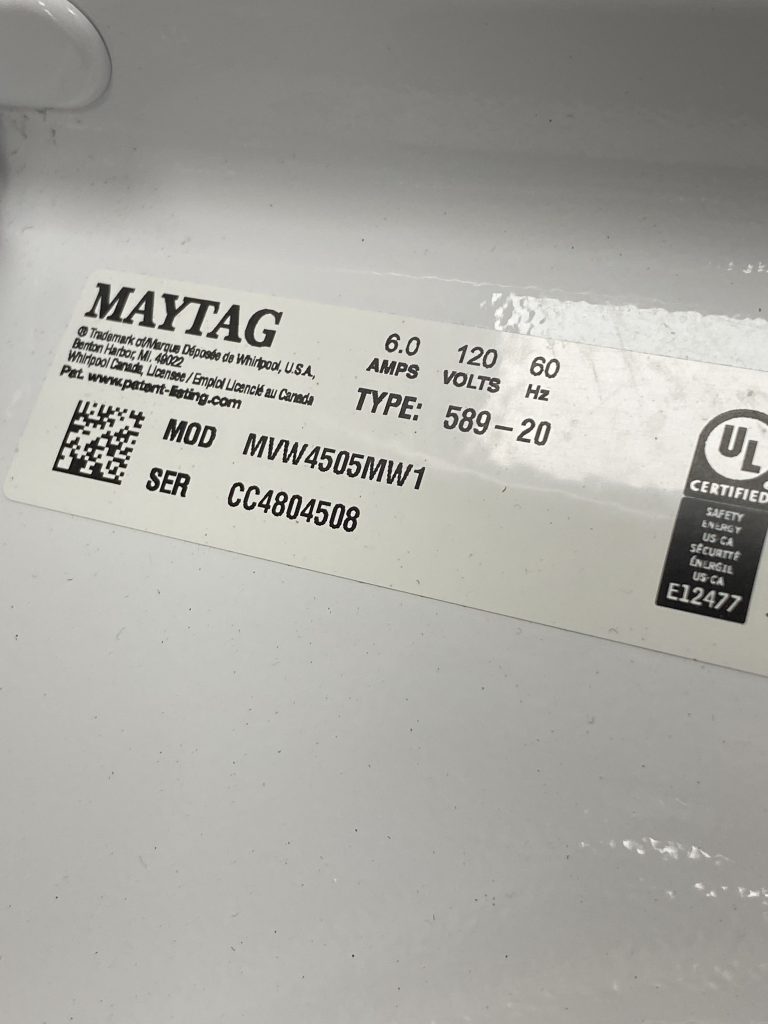 MAYTAG
® Trademark of/Marque Déposée de Whirlpool, U.S.A.
Benton Harbor, MI. 49022
Whirlpool Canada, Licensee / Emploi Licencié au Canada
Pat. www.patent-listing.com
6.0 120 60
AMPS VOLTS Hz
TYPE: 589-20
MOD MVW4505MW1
SER CC4804508
UL
CERTIFIED
SAFETY
ENERGY
US-CA
SÉCURITÉ
ÉNERGIE
US-CA
E12477